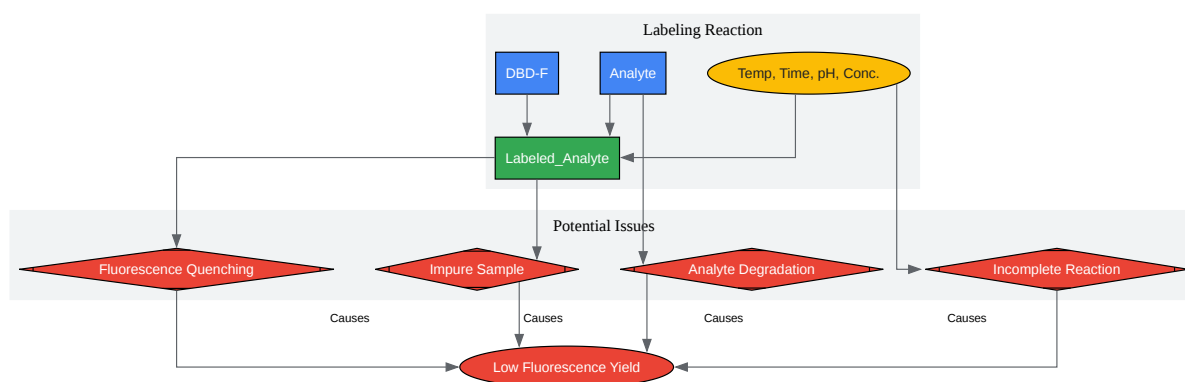 Labeling Reaction
DBD-F
Analyte
Temp, Time, pH, Conc.
Labeled_Analyte
Potential Issues
Fluorescence Quenching
Impure Sample
Analyte Degradation
Incomplete Reaction
Causes
Causes
Causes
Causes
Low Fluorescence Yield